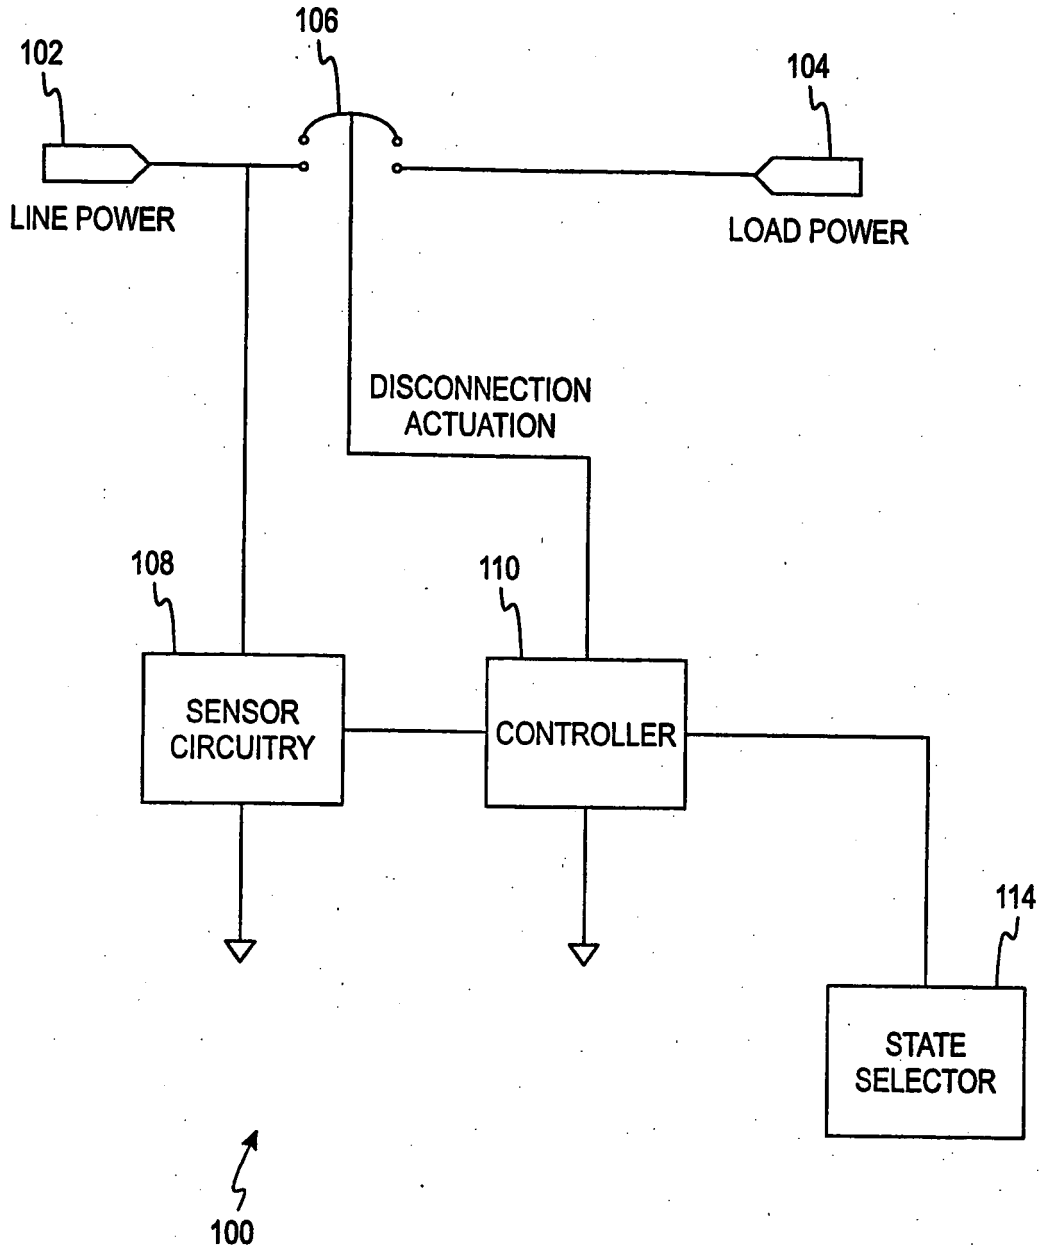 106
102
104
LINE POWER
LOAD POWER
DISCONNECTION
ACTUATION
108
110
SENSOR
CIRCUITRY
CONTROLLER
114
STATE
SELECTOR
100